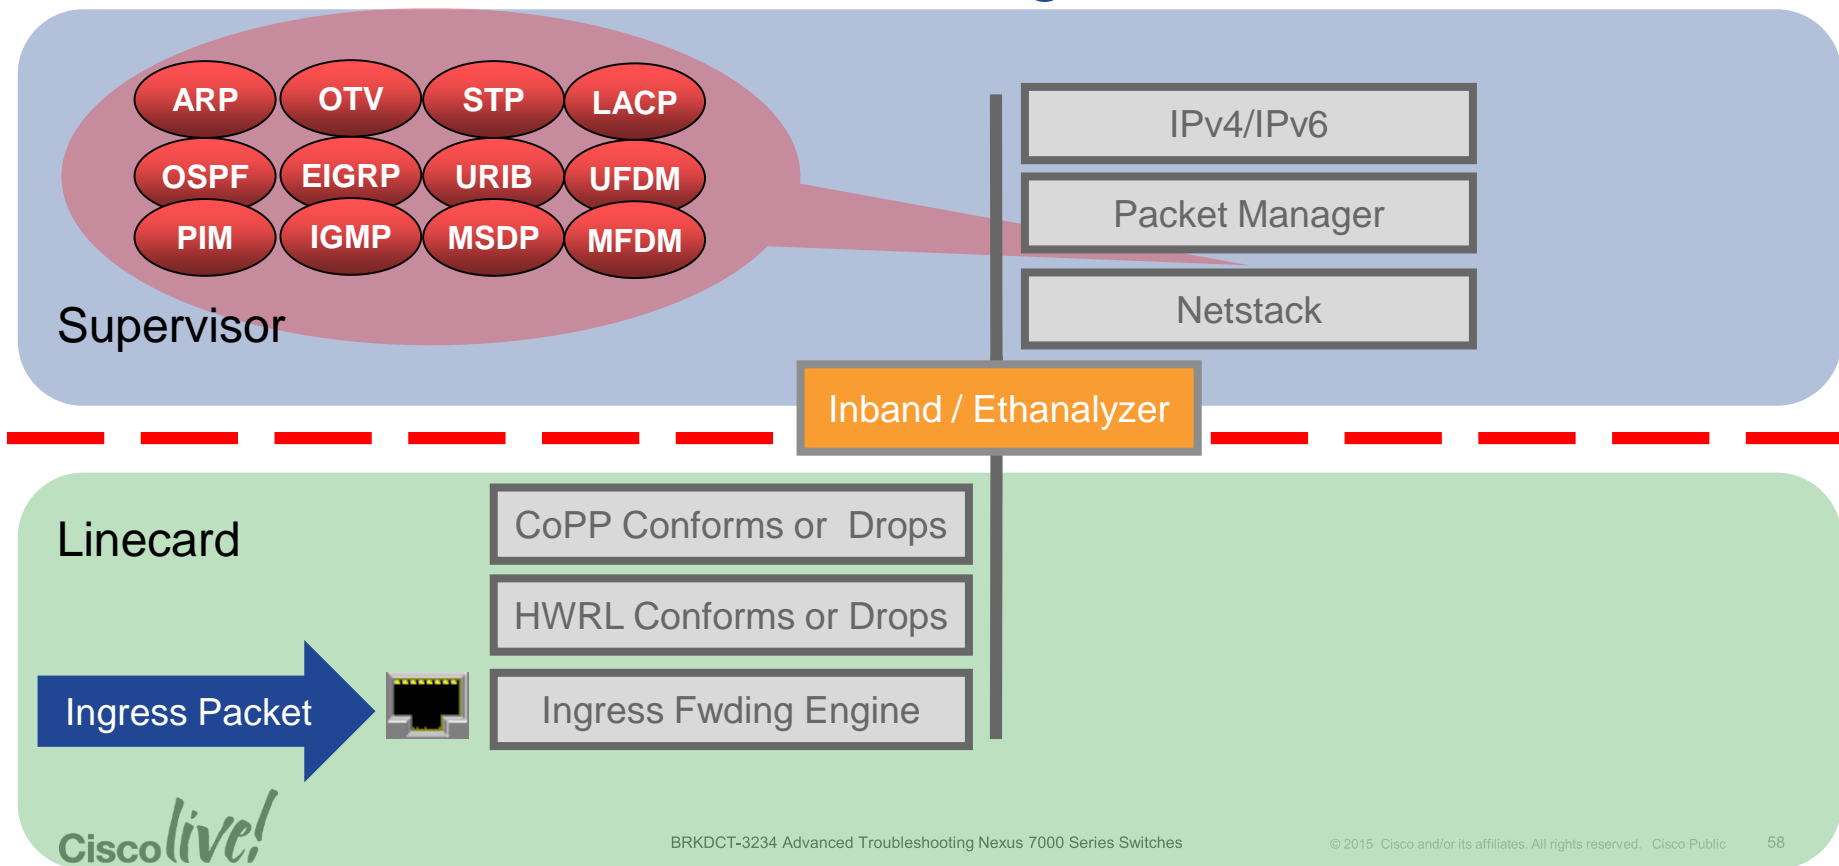 ARP OTV STP LACP
OSPF EIGRP URIB UFDM
PIM IGMP MSDP MFDM
Supervisor
IPv4/IPv6
Packet Manager
Netstack
Inband / Ethanalyzer
Linecard
CoPP Conforms or Drops
HWRL Conforms or Drops
Ingress Fwding Engine
Ingress Packet
Cisco live!
BRKDCT-3234 Advanced Troubleshooting Nexus 7000 Series Switches
© 2015 Cisco and/or its affiliates. All rights reserved. Cisco Public
58